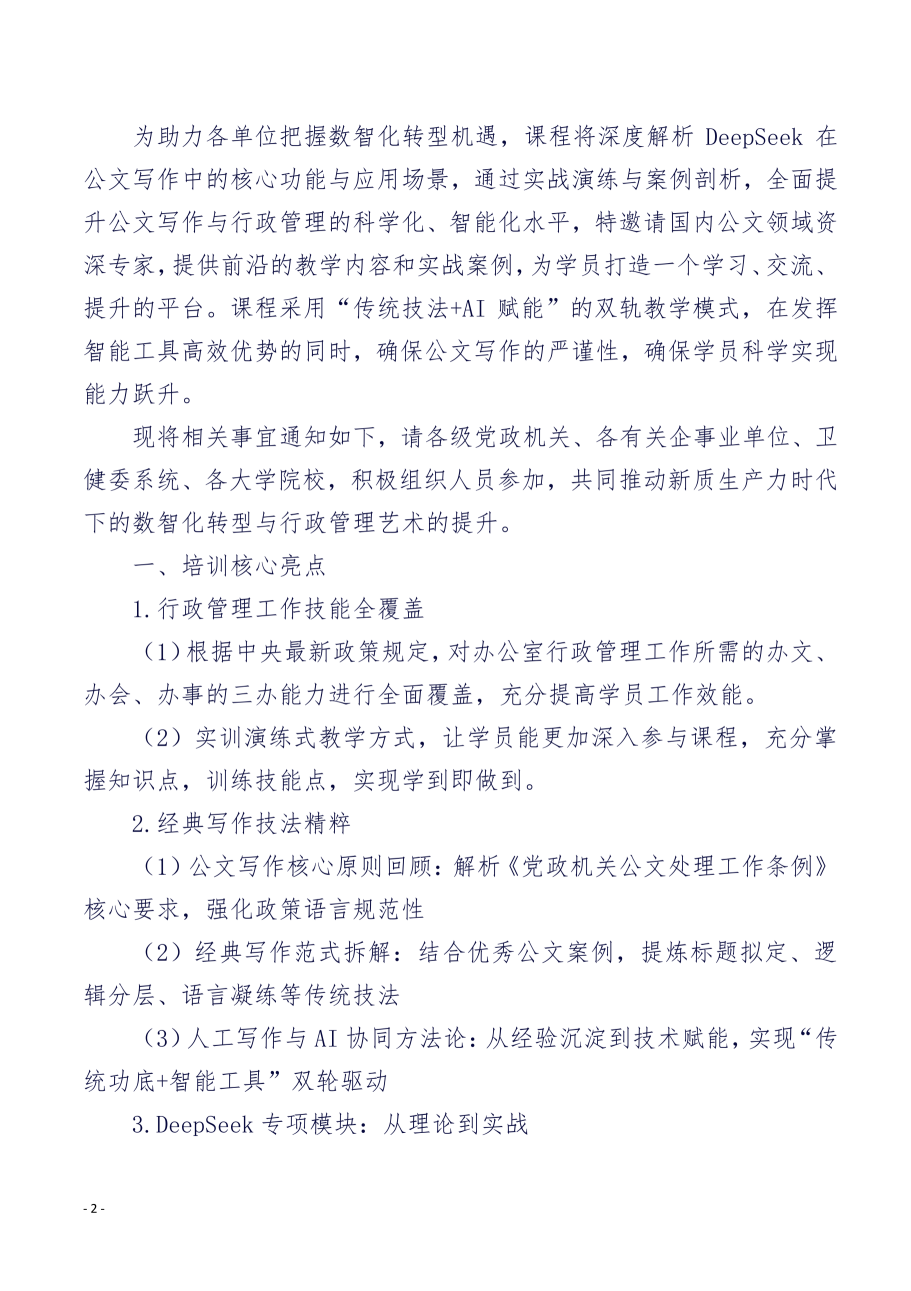 为助力各单位把握数智化转型机遇，课程将深度解析 DeepSeek 在
公文写作中的核心功能与应用场景，通过实战演练与案例剖析，全面提
升公文写作与行政管理的科学化、智能化水平，特邀请国内公文领域资
深专家，提供前沿的教学内容和实战案例，为学员打造一个学习、交流、
提升的平台。课程采用“传统技法+AI 赋能”的双轨教学模式，在发挥
智能工具高效优势的同时，确保公文写作的严谨性，确保学员科学实现
能力跃升。
现将相关事宜通知如下，请各级党政机关、各有关企事业单位、卫
健委系统、各大学院校，积极组织人员参加，共同推动新质生产力时代
下的数智化转型与行政管理艺术的提升。
一、培训核心亮点
1.行政管理工作技能全覆盖
（1）根据中央最新政策规定，对办公室行政管理工作所需的办文、
办会、办事的三办能力进行全面覆盖，充分提高学员工作效能。
（2）实训演练式教学方式，让学员能更加深入参与课程，充分掌
握知识点，训练技能点，实现学到即做到。
2.经典写作技法精粹
（1）公文写作核心原则回顾：解析《党政机关公文处理工作条例》
核心要求，强化政策语言规范性
（2）经典写作范式拆解：结合优秀公文案例，提炼标题拟定、逻
辑分层、语言凝练等传统技法
（3）人工写作与 AI 协同方法论：从经验沉淀到技术赋能，实现“传
统功底+智能工具”双轮驱动
3.DeepSeek 专项模块：从理论到实战
- 2 -